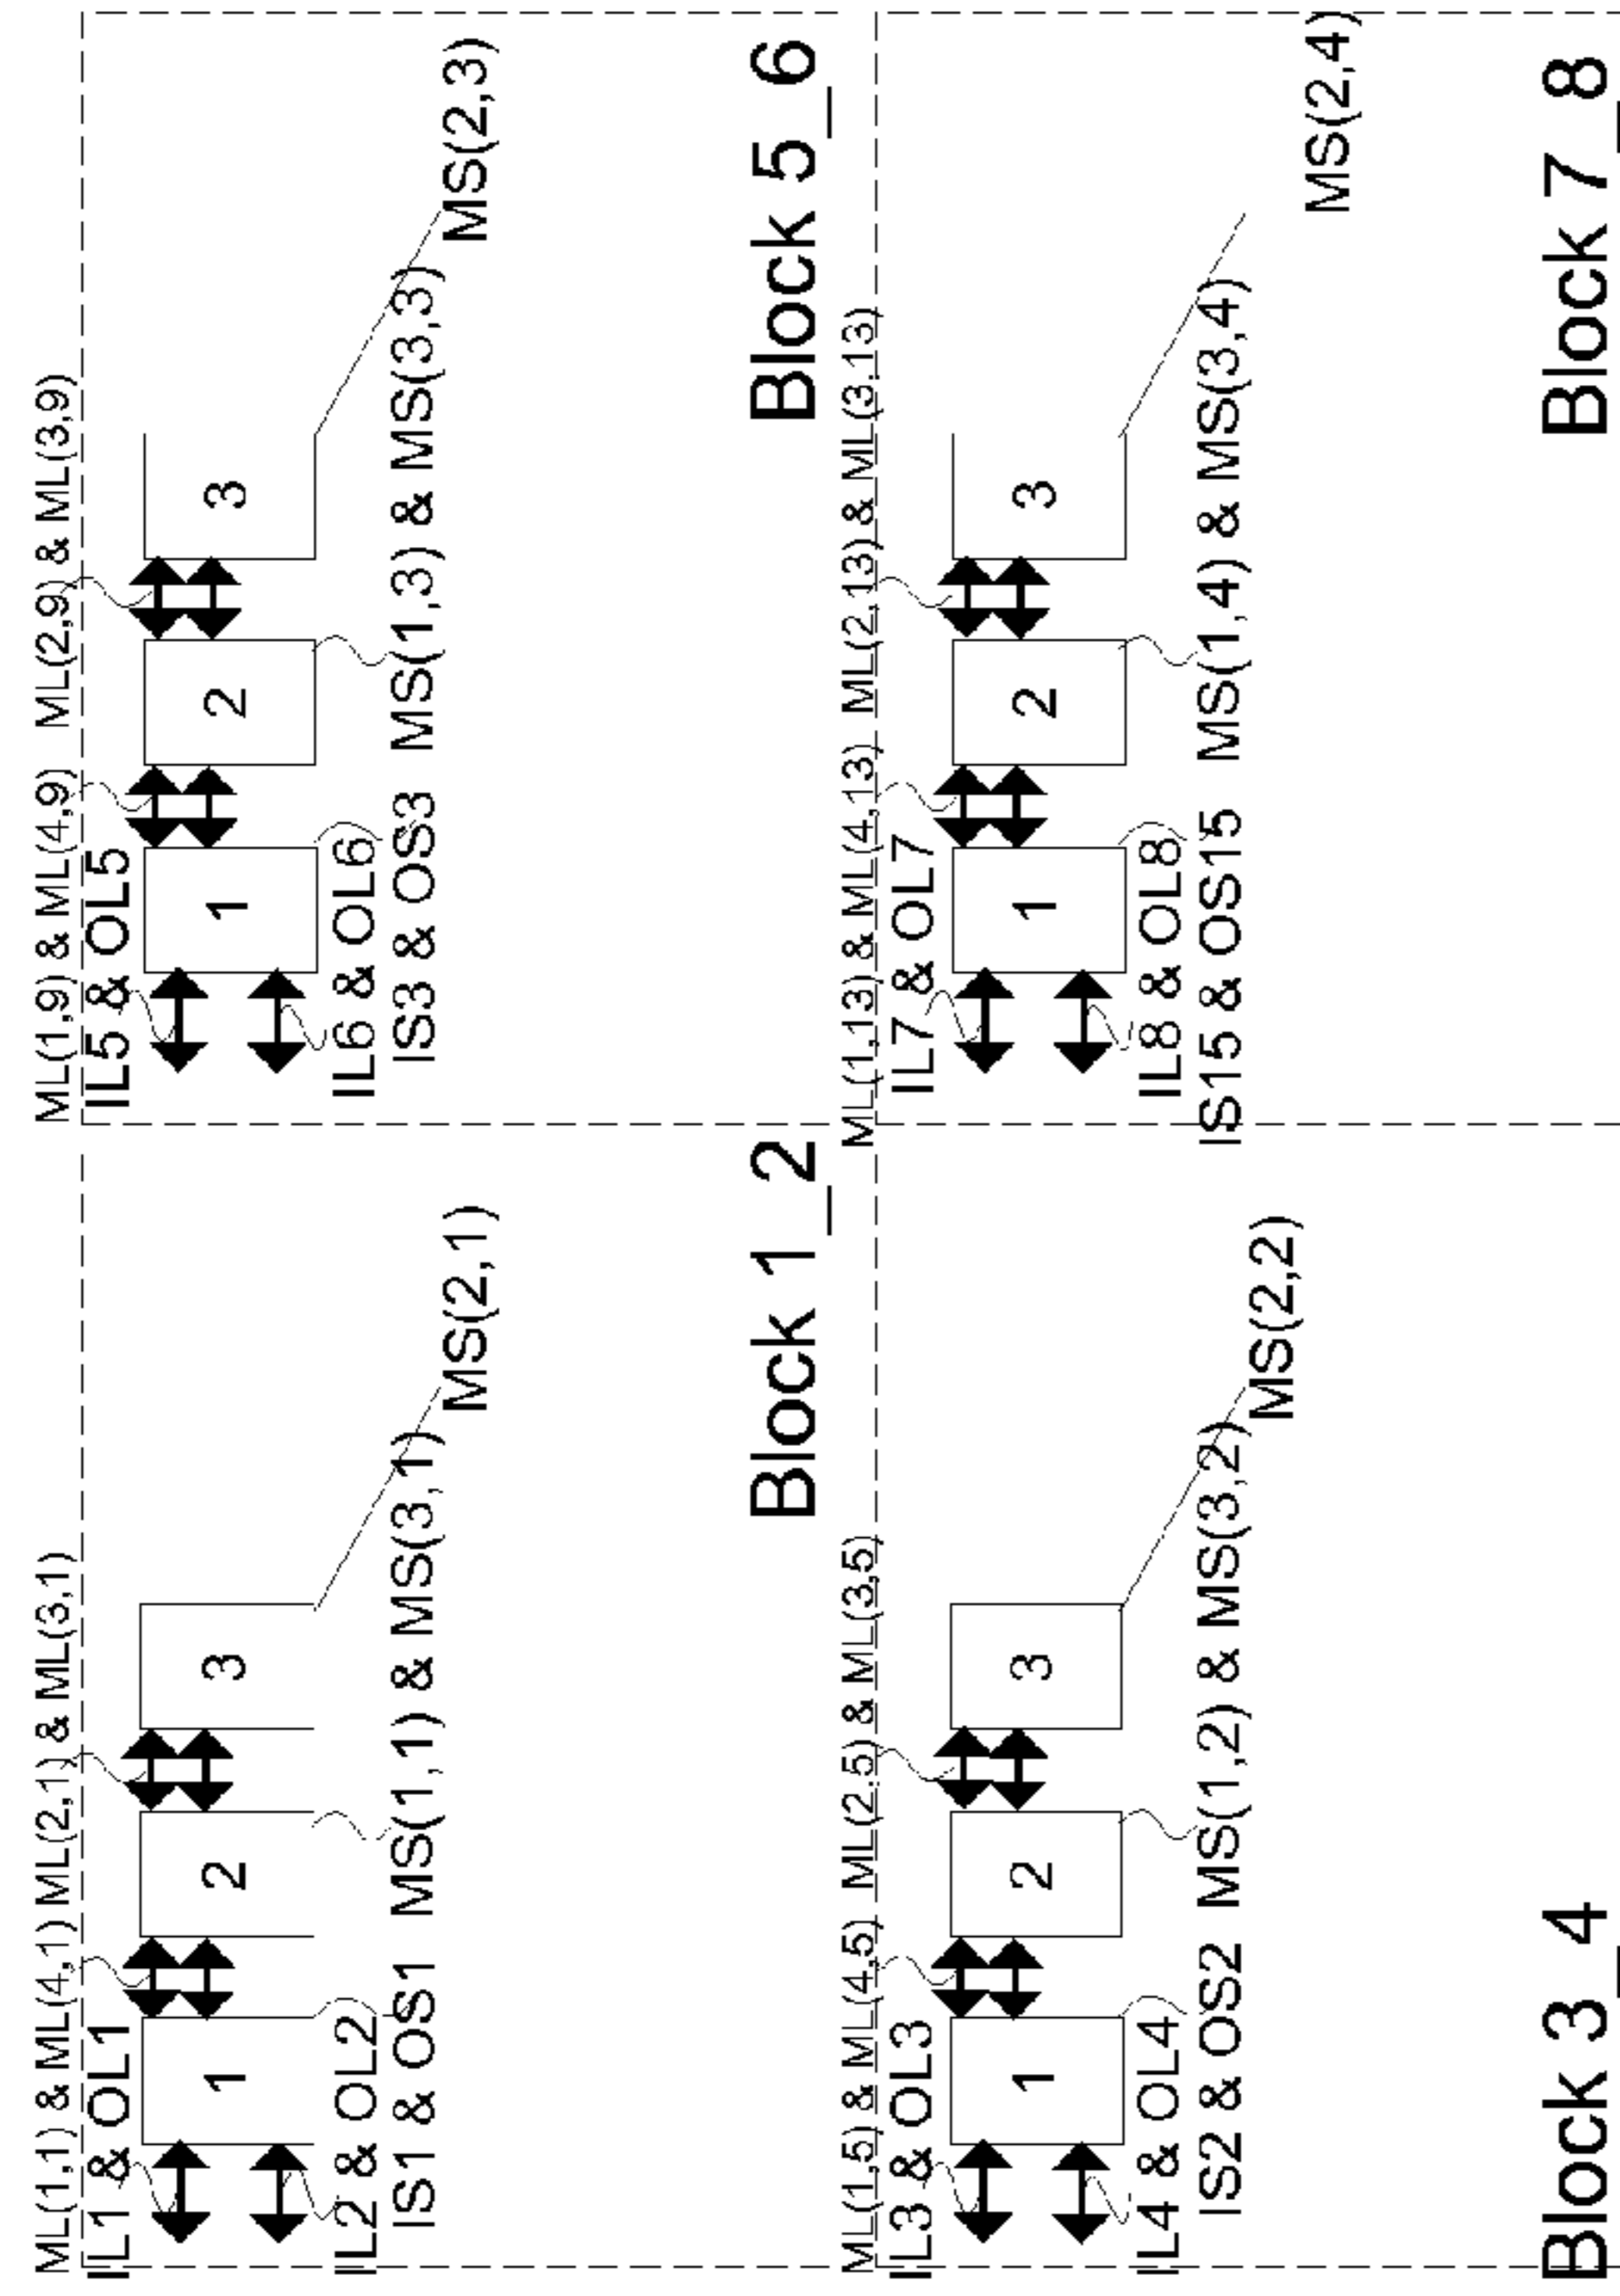 ML(1,1) & ML(4,1) ML(2,1) & ML(3,1)
IL1 & OL1
1
2
3
IL2 & OL2
IS1 & OS1
MS(1,1) & MS(3,1)
MS(2,1)
Block 1_2
ML(1,9) & ML(4,9) ML(2,9) & ML(3,9)
IL5 & OL5
1
2
3
IL6 & OL6
IS3 & OS3
MS(1,3) & MS(3,3)
MS(2,3)
Block 5_6
ML(1,5) & ML(4,5) ML(2,5) & ML(3,5)
IL3 & OL3
1
2
3
IL4 & OL4
IS2 & OS2
MS(1,2) & MS(3,2)
MS(2,2)
Block 3_4
ML(1,13) & ML(4,13) ML(2,13) & ML(3,13)
IL7 & OL7
1
2
3
IL8 & OL8
IS15 & OS15
MS(1,4) & MS(3,4)
MS(2,4)
Block 7_8